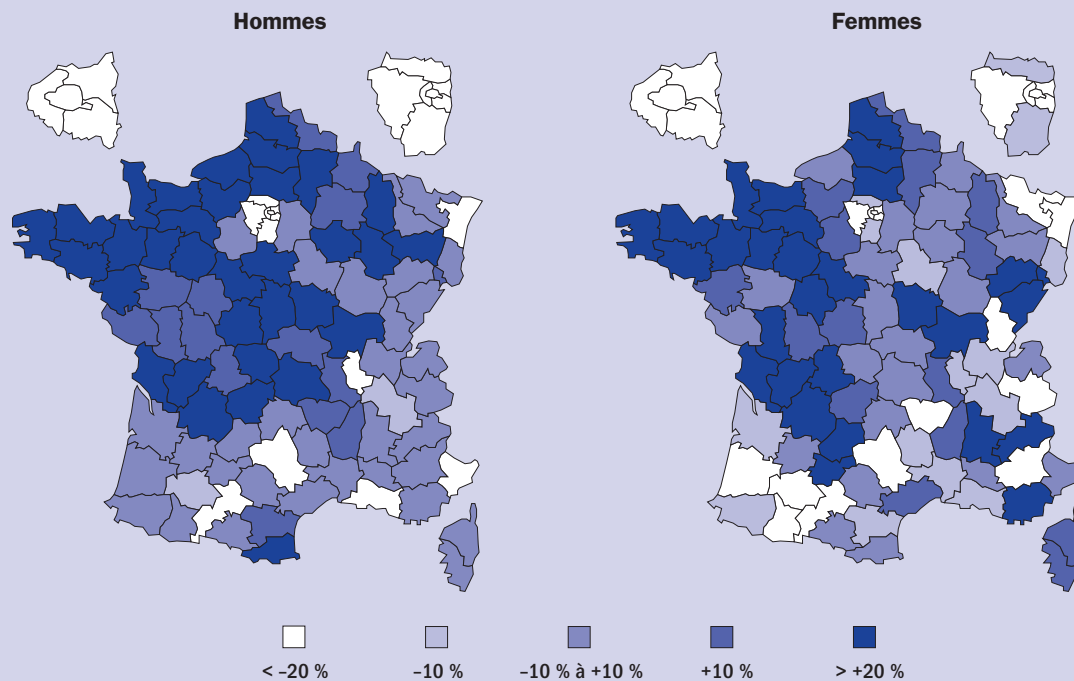 Hommes
Femmes
< –20 %
–10 %
–10 % à +10 %
+10 %
> +20 %